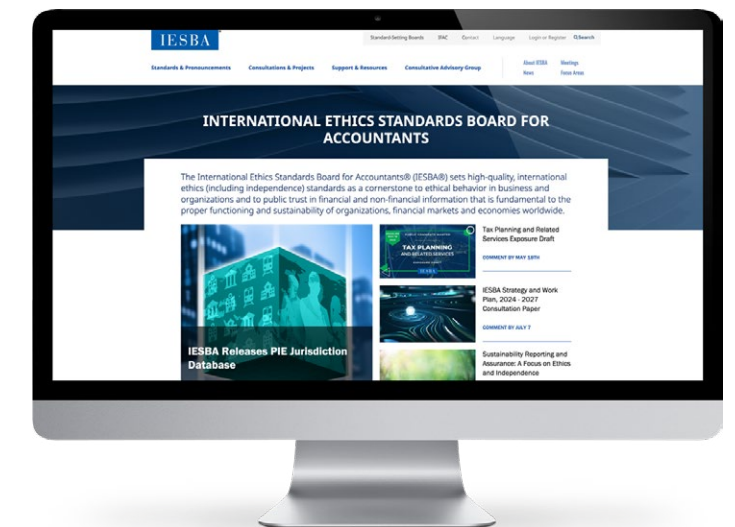 IESBA
Standard-Setting Boards IFAC Contact Language Login or Register Search
Standards & Pronouncements Consultations & Projects Support & Resources Consultative Advisory Group
About IESBA Meetings
News Focus Areas
INTERNATIONAL ETHICS STANDARDS BOARD FOR
ACCOUNTANTS
The International Ethics Standards Board for Accountants® (IESBA®) sets high-quality, international
ethics (including independence) standards as a cornerstone to ethical behavior in business and
organizations and to public trust in financial and non-financial information that is fundamental to the
proper functioning and sustainability of organizations, financial markets and economies worldwide.
IESBA Releases PIE Jurisdiction
Database
TAX PLANNING
AND RELATED SERVICES
IESBA
Tax Planning and Related
Services Exposure Draft
COMMENT BY MAY 18TH
IESBA Strategy and Work
Plan, 2024 - 2027
Consultation Paper
COMMENT BY JULY 7
Sustainability Reporting and
Assurance: A Focus on Ethics
and Independence